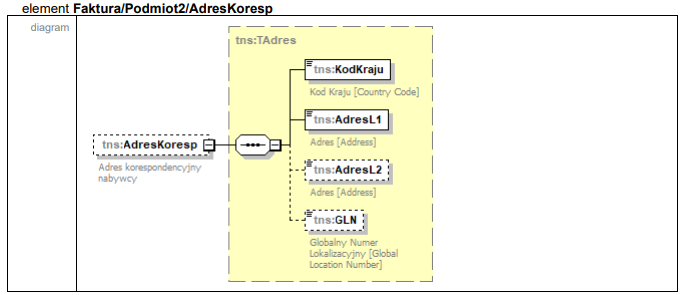 element Faktura/Podmiot2/AdresKoresp
diagram
tns:TAdres
tns:KodKraju
Kod Kraju [Country Code]
tns:AdresL1
Adres [Address]
tns:AdresKoresp
Adres korespondencyjny
nabywcy
tns:AdresL2
Adres [Address]
tns:GLN
Globalny Numer
Lokalizacyjny [Global
Location Number]